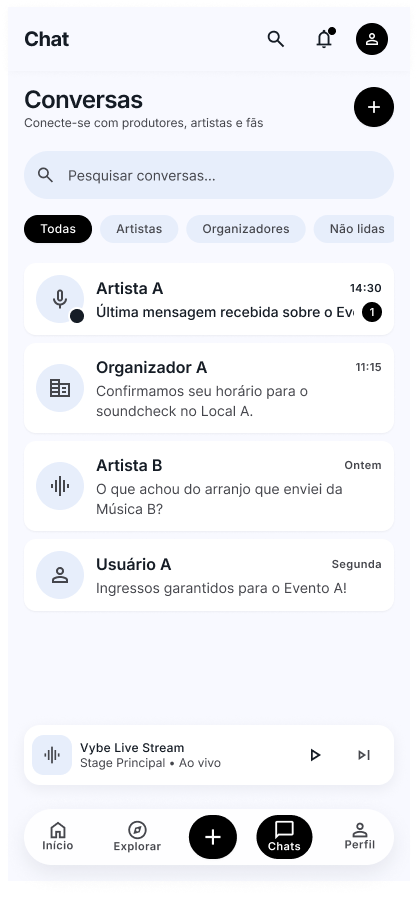 Chat
Conversas
Conecte-se com produtores, artistas e fãs
Pesquisar conversas...
Todas
Artistas
Organizadores
Não lidas
Artista A
14:30
Última mensagem recebida sobre o
1
Organizador A
11:15
Confirmamos seu horário para o
soundcheck no Local A.
Artista B
Ontem
O que achou do arranjo que enviei da
Música B?
Usuário A
Segunda
Ingressos garantidos para o Evento A!
Vybe Live Stream
Stage Principal • Ao vivo
Início
Explorar
Chats
Perfil